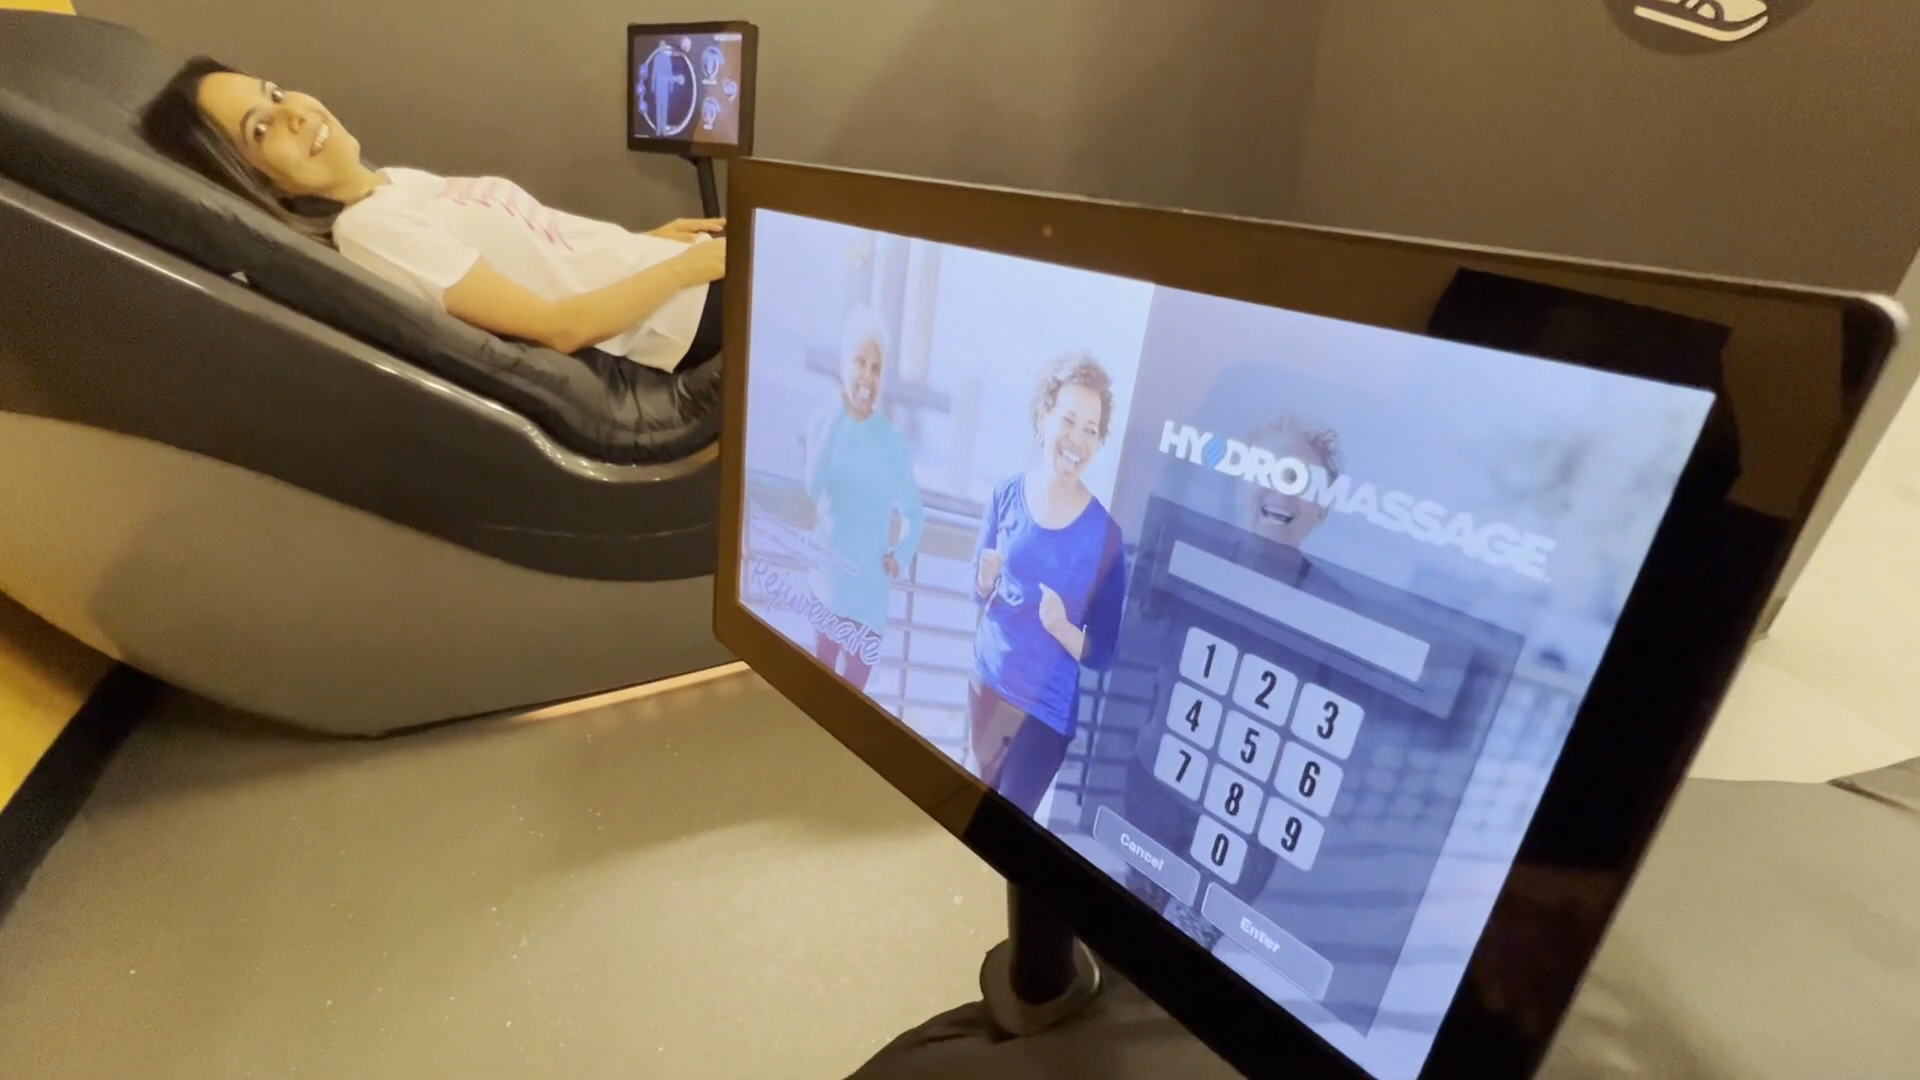 HYDROMASSAGE
Rejuvenate
1 2 3
4 5 6
7 8 9
0
Cancel
Enter